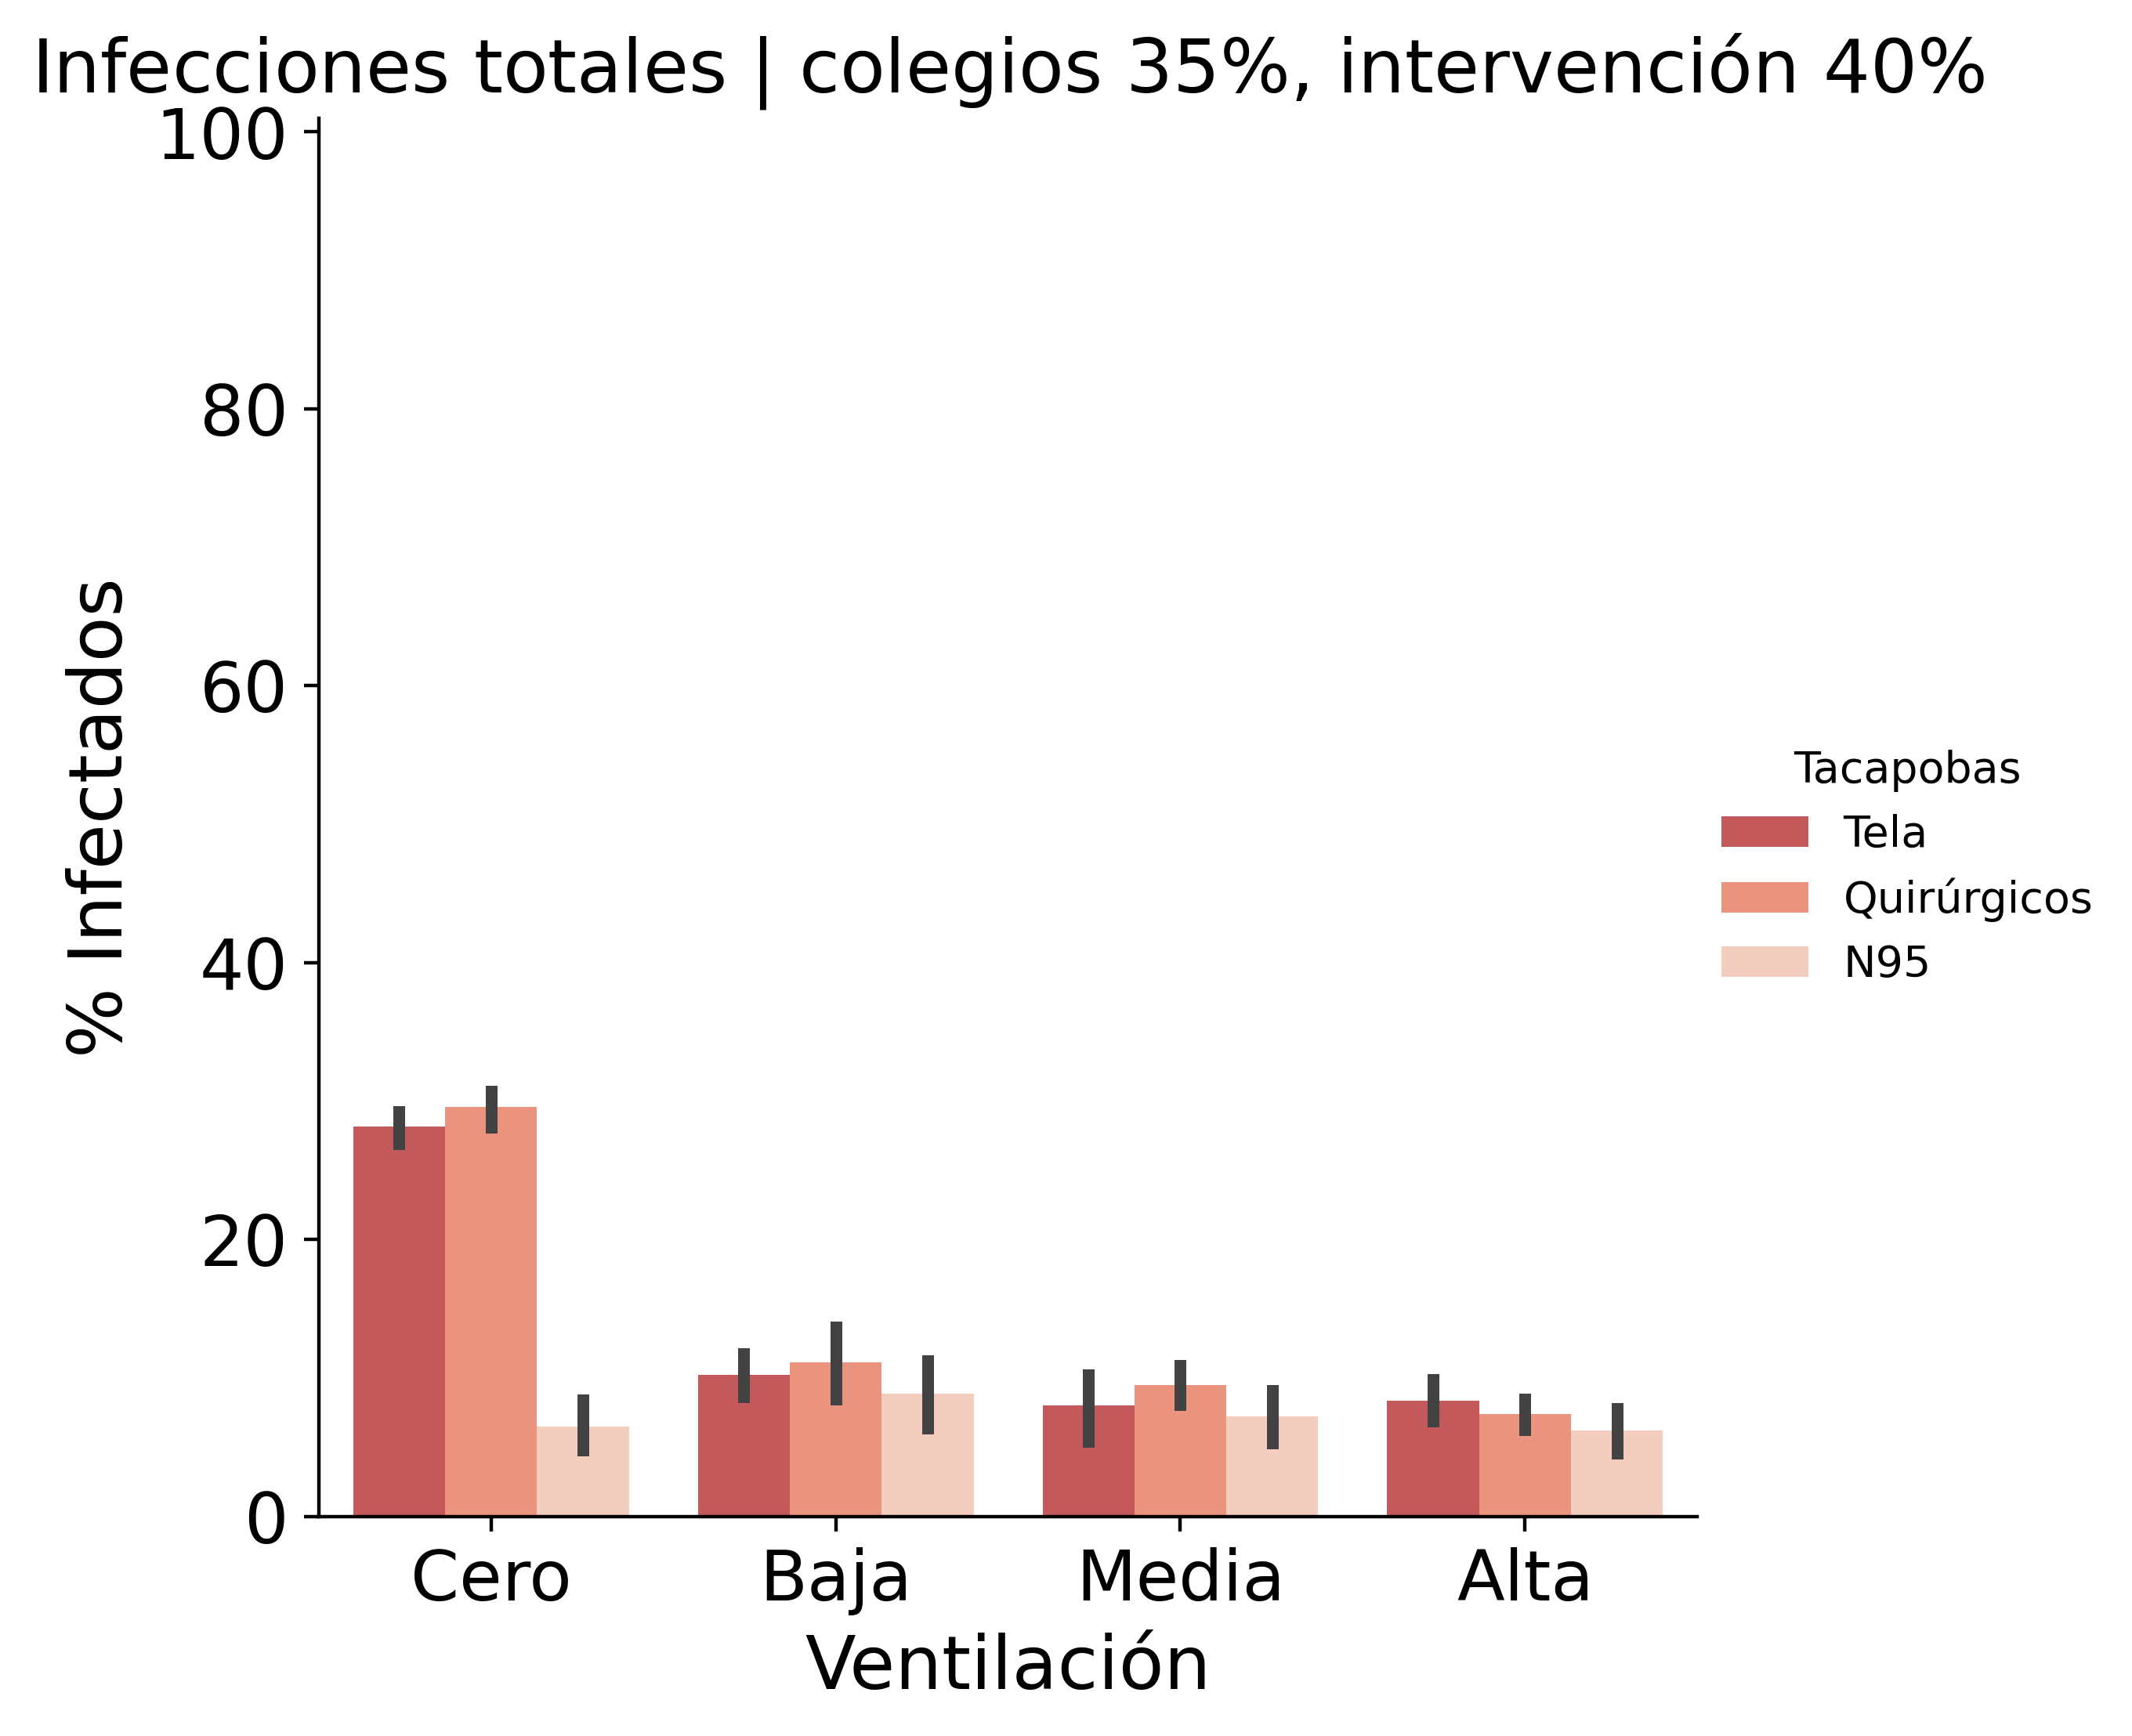 Infecciones totales | colegios 35%, intervención 40%
100
80
60
40
20
0
% Infectados
Cero
Baja
Media
Alta
Ventilación
Tacapobas
Tela
Quirúrgicos
N95